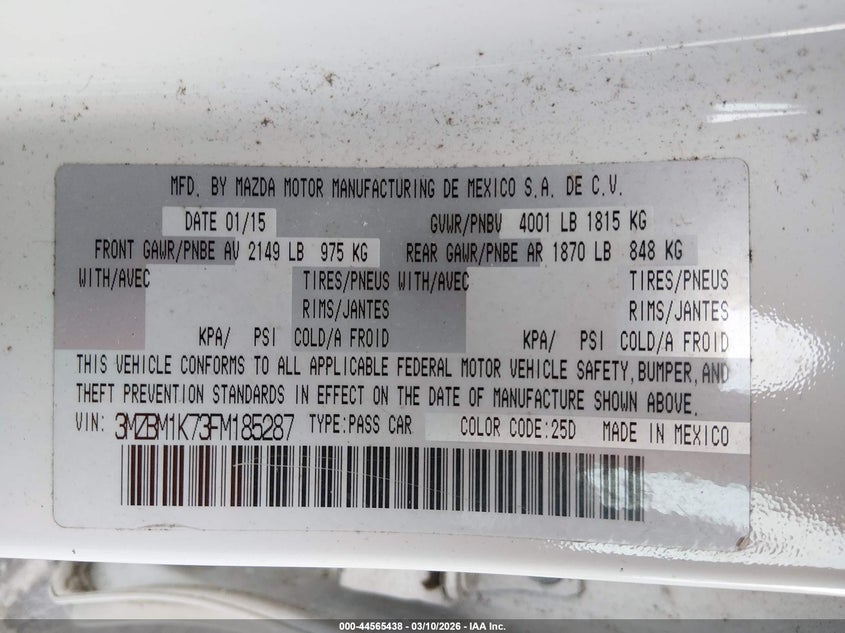 MFD. BY MAZDA MOTOR MANUFACTURING DE MEXICO S.A. DE C.V.
DATE 01/15 GVWR/PNBV 4001 LB 1815 KG
FRONT GAWR/PNBE AV 2149 LB 975 KG REAR GAWR/PNBE AR 1870 LB 848 KG
WITH/AVEC TIRES/PNEUS WITH/AVEC TIRES/PNEUS
RIMS/JANTES RIMS/JANTES
KPA/ PSI COLD/A FROID KPA/ PSI COLD/A FROID
THIS VEHICLE CONFORMS TO ALL APPLICABLE FEDERAL MOTOR VEHICLE SAFETY, BUMPER, AND
THEFT PREVENTION STANDARDS IN EFFECT ON THE DATE OF MANUFACTURE SHOWN ABOVE.
VIN: 3MZBM1K73FM185287 TYPE:PASS CAR COLOR CODE:25D MADE IN MEXICO
000-44565438 - 03/10/2026 - IAA Inc.